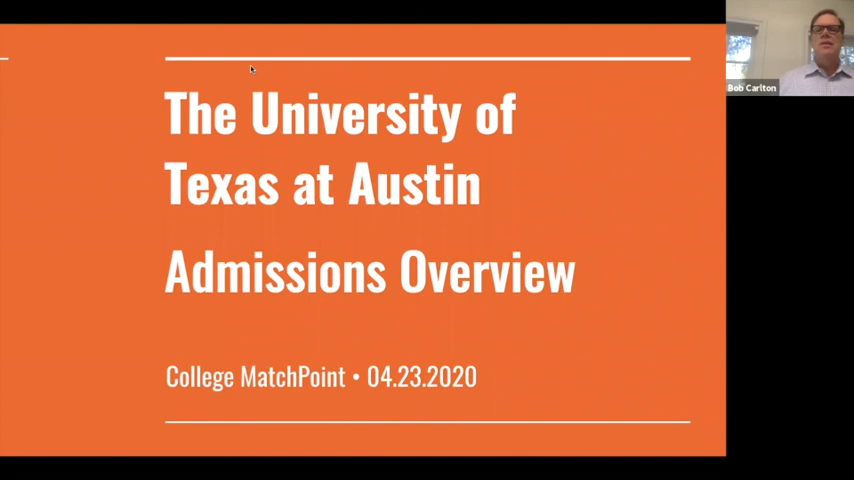 The University of
Texas at Austin
Admissions Overview
College MatchPoint • 04.23.2020
Bob Carlton